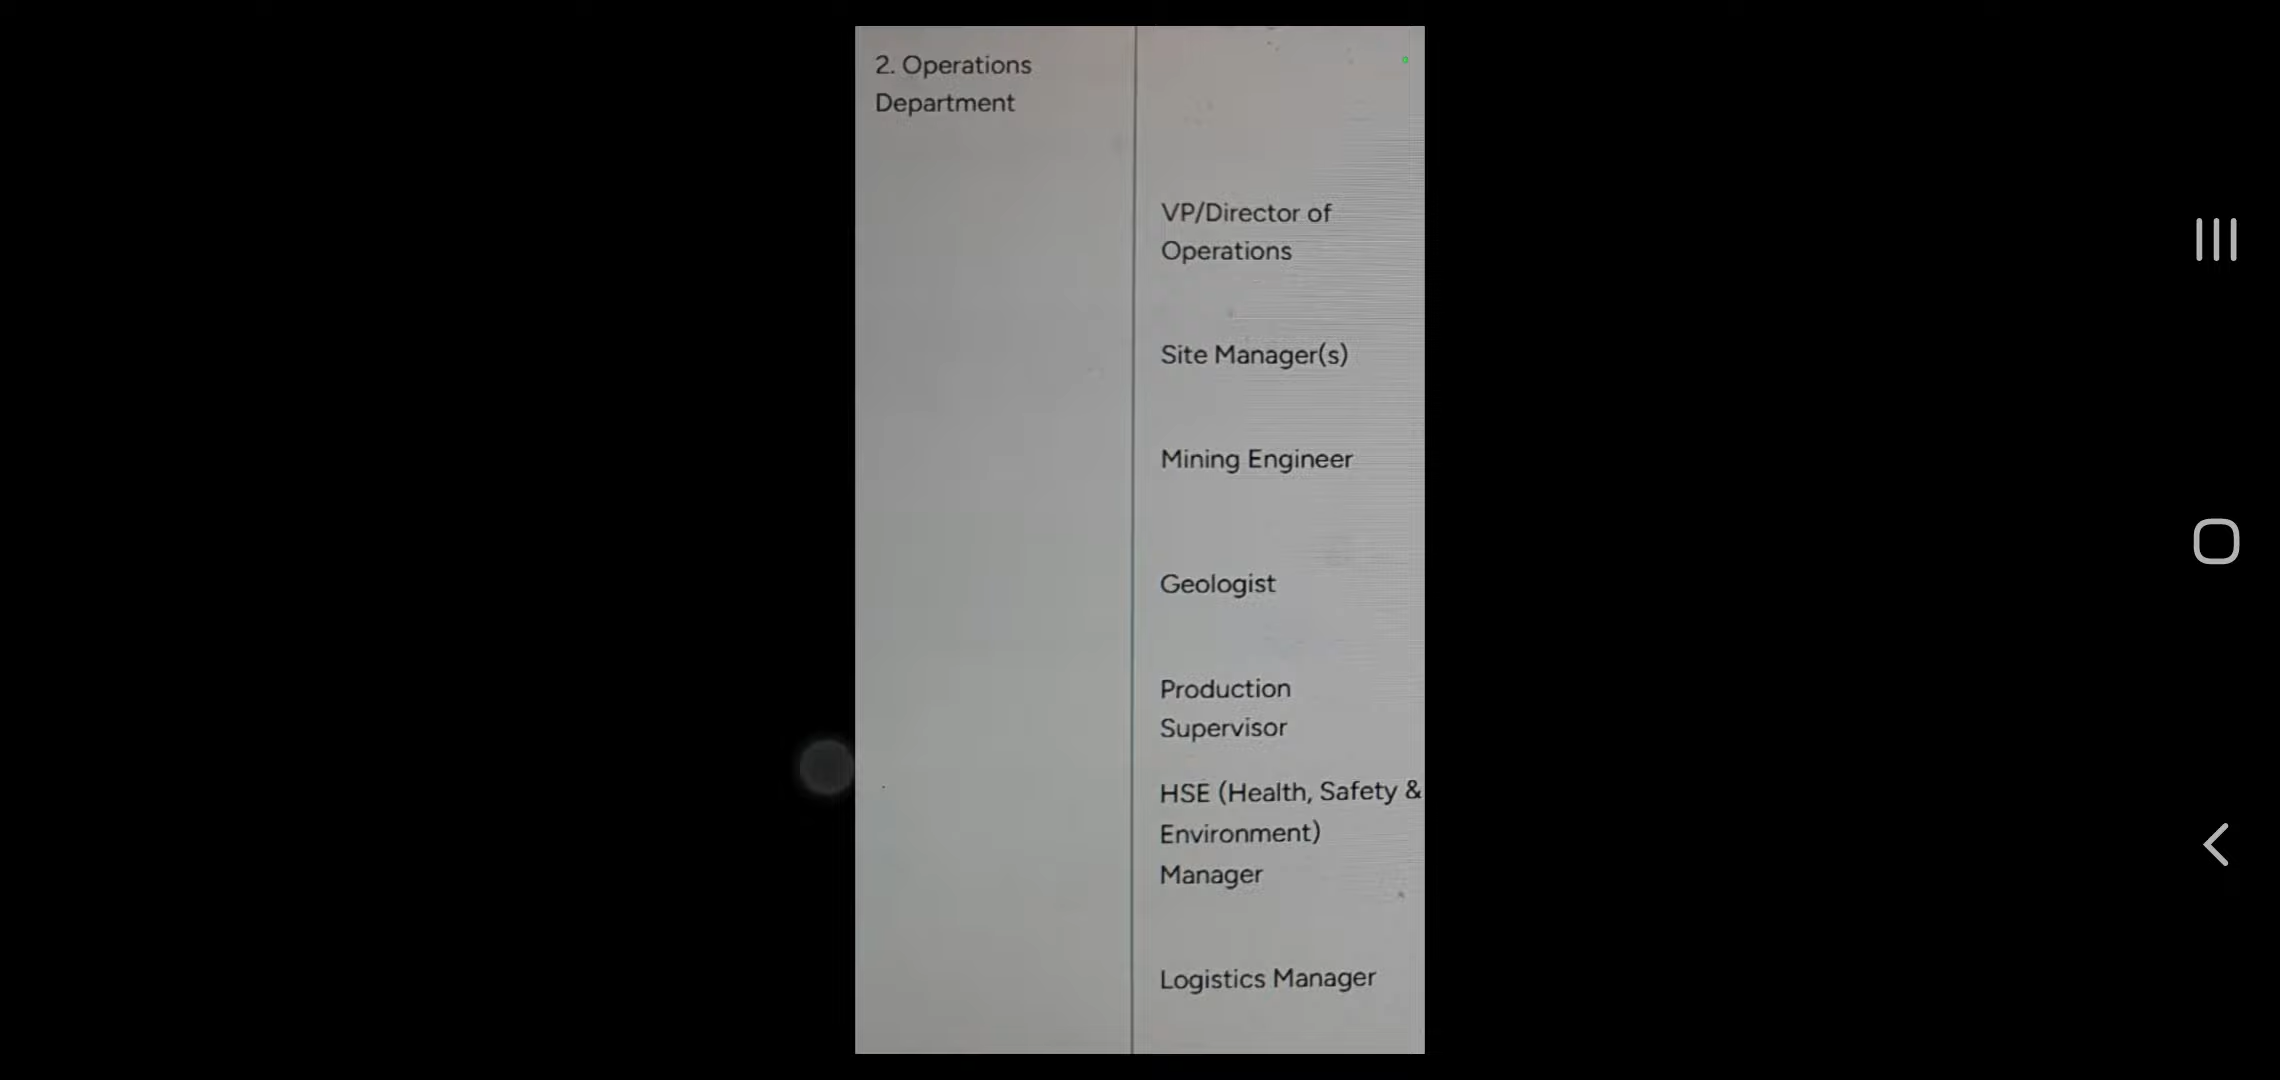 2. Operations
Department
VP/Director of
Operations
Site Manager(s)
Mining Engineer
Geologist
Production
Supervisor
HSE (Health, Safety &
Environment)
Manager
Logistics Manager